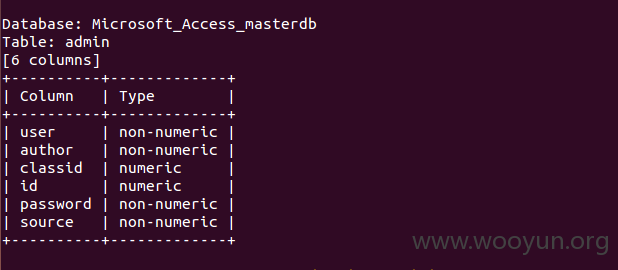 Database: Microsoft_Access_masterdb
Table: admin
[6 columns]
+----------+-------------+
| Column   | Type        |
+----------+-------------+
| user     | non-numeric |
| author   | non-numeric |
| classid  | numeric     |
| id       | numeric     |
| password | non-numeric |
| source   | non-numeric |
+----------+-------------+
www.wooyun.org